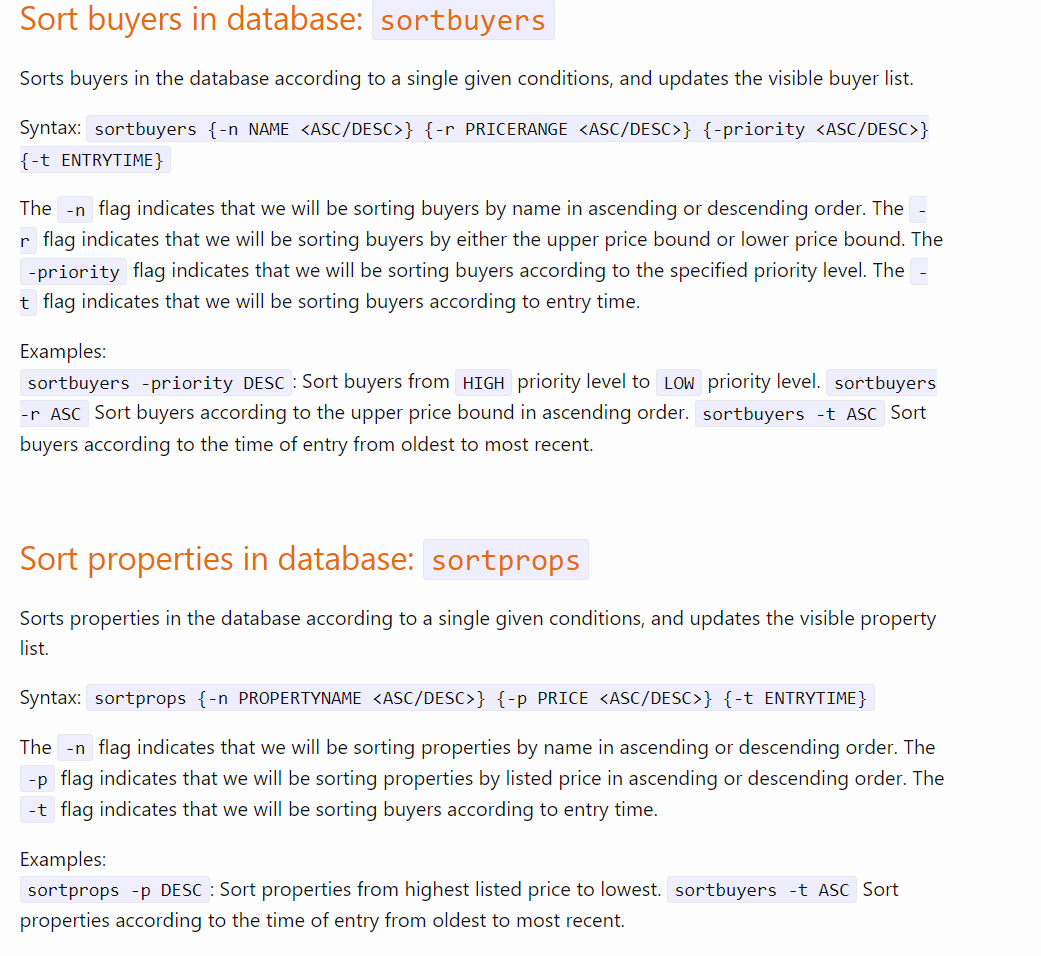 Sort buyers in database: sortbuyers
Sorts buyers in the database according to a single given conditions, and updates the visible buyer list.
Syntax: sortbuyers {-n NAME <ASC/DESC>} {-r PRICERANGE <ASC/DESC>} {-priority <ASC/DESC>}
{-t ENTRYTIME}
The -n flag indicates that we will be sorting buyers by name in ascending or descending order. The -
r flag indicates that we will be sorting buyers by either the upper price bound or lower price bound. The
-priority flag indicates that we will be sorting buyers according to the specified priority level. The -
t flag indicates that we will be sorting buyers according to entry time.
Examples:
sortbuyers -priority DESC: Sort buyers from HIGH priority level to LOW priority level. sortbuyers
-r ASC Sort buyers according to the upper price bound in ascending order. sortbuyers -t ASC Sort
buyers according to the time of entry from oldest to most recent.
Sort properties in database: sortprops
Sorts properties in the database according to a single given conditions, and updates the visible property
list.
Syntax: sortprops {-n PROPERTYNAME <ASC/DESC>} {-p PRICE <ASC/DESC>} {-t ENTRYTIME}
The -n flag indicates that we will be sorting properties by name in ascending or descending order. The
-p flag indicates that we will be sorting properties by listed price in ascending or descending order. The
-t flag indicates that we will be sorting buyers according to entry time.
Examples:
sortprops -p DESC: Sort properties from highest listed price to lowest. sortbuyers -t ASC Sort
properties according to the time of entry from oldest to most recent.